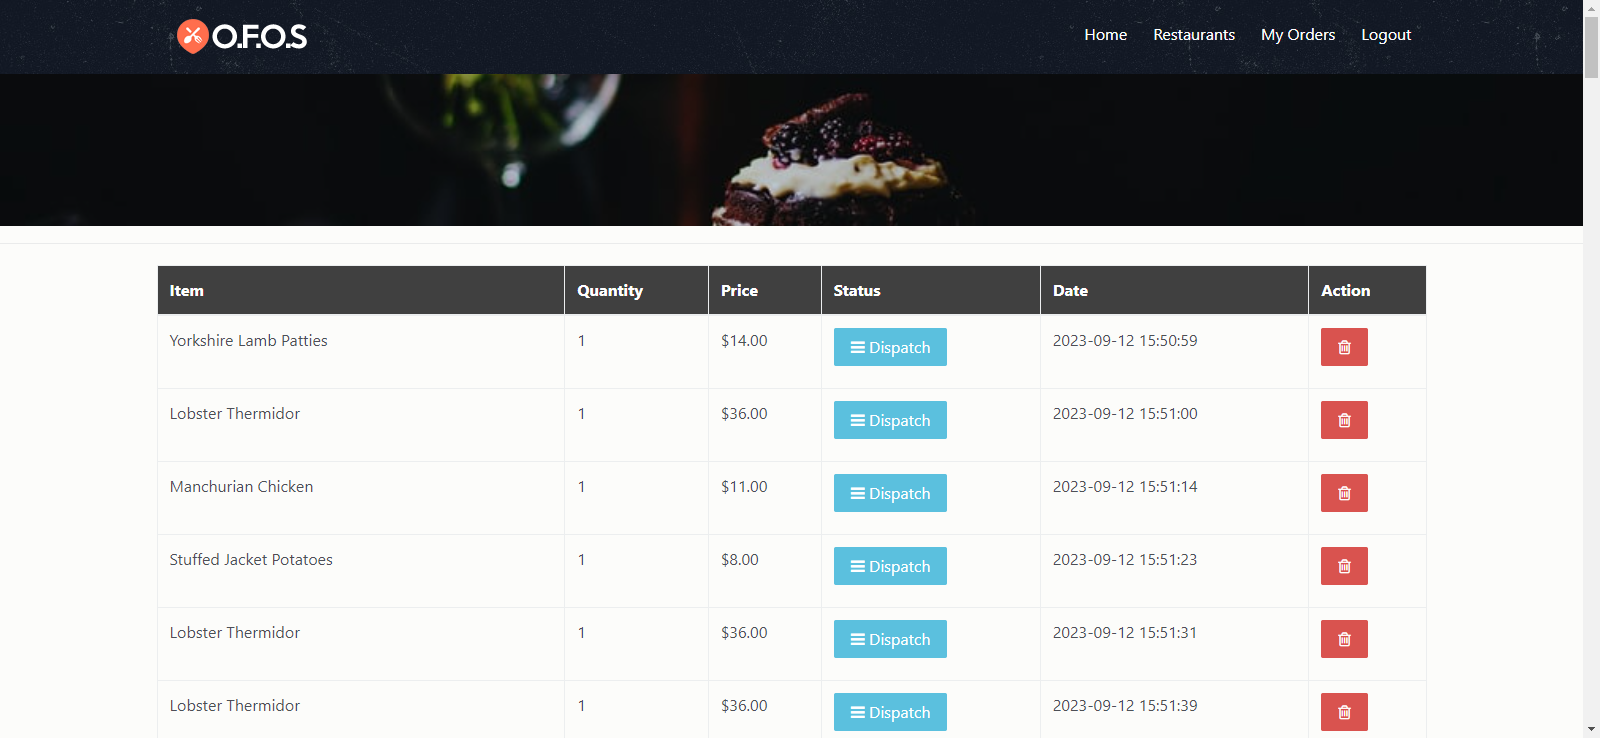 O.F.O.S
Home Restaurants My Orders Logout
Item Quantity Price Status Date Action
Yorkshire Lamb Patties 1 $14.00 Dispatch 2023-09-12 15:50:59
Lobster Thermidor 1 $36.00 Dispatch 2023-09-12 15:51:00
Manchurian Chicken 1 $11.00 Dispatch 2023-09-12 15:51:14
Stuffed Jacket Potatoes 1 $8.00 Dispatch 2023-09-12 15:51:23
Lobster Thermidor 1 $36.00 Dispatch 2023-09-12 15:51:31
Lobster Thermidor 1 $36.00 Dispatch 2023-09-12 15:51:39